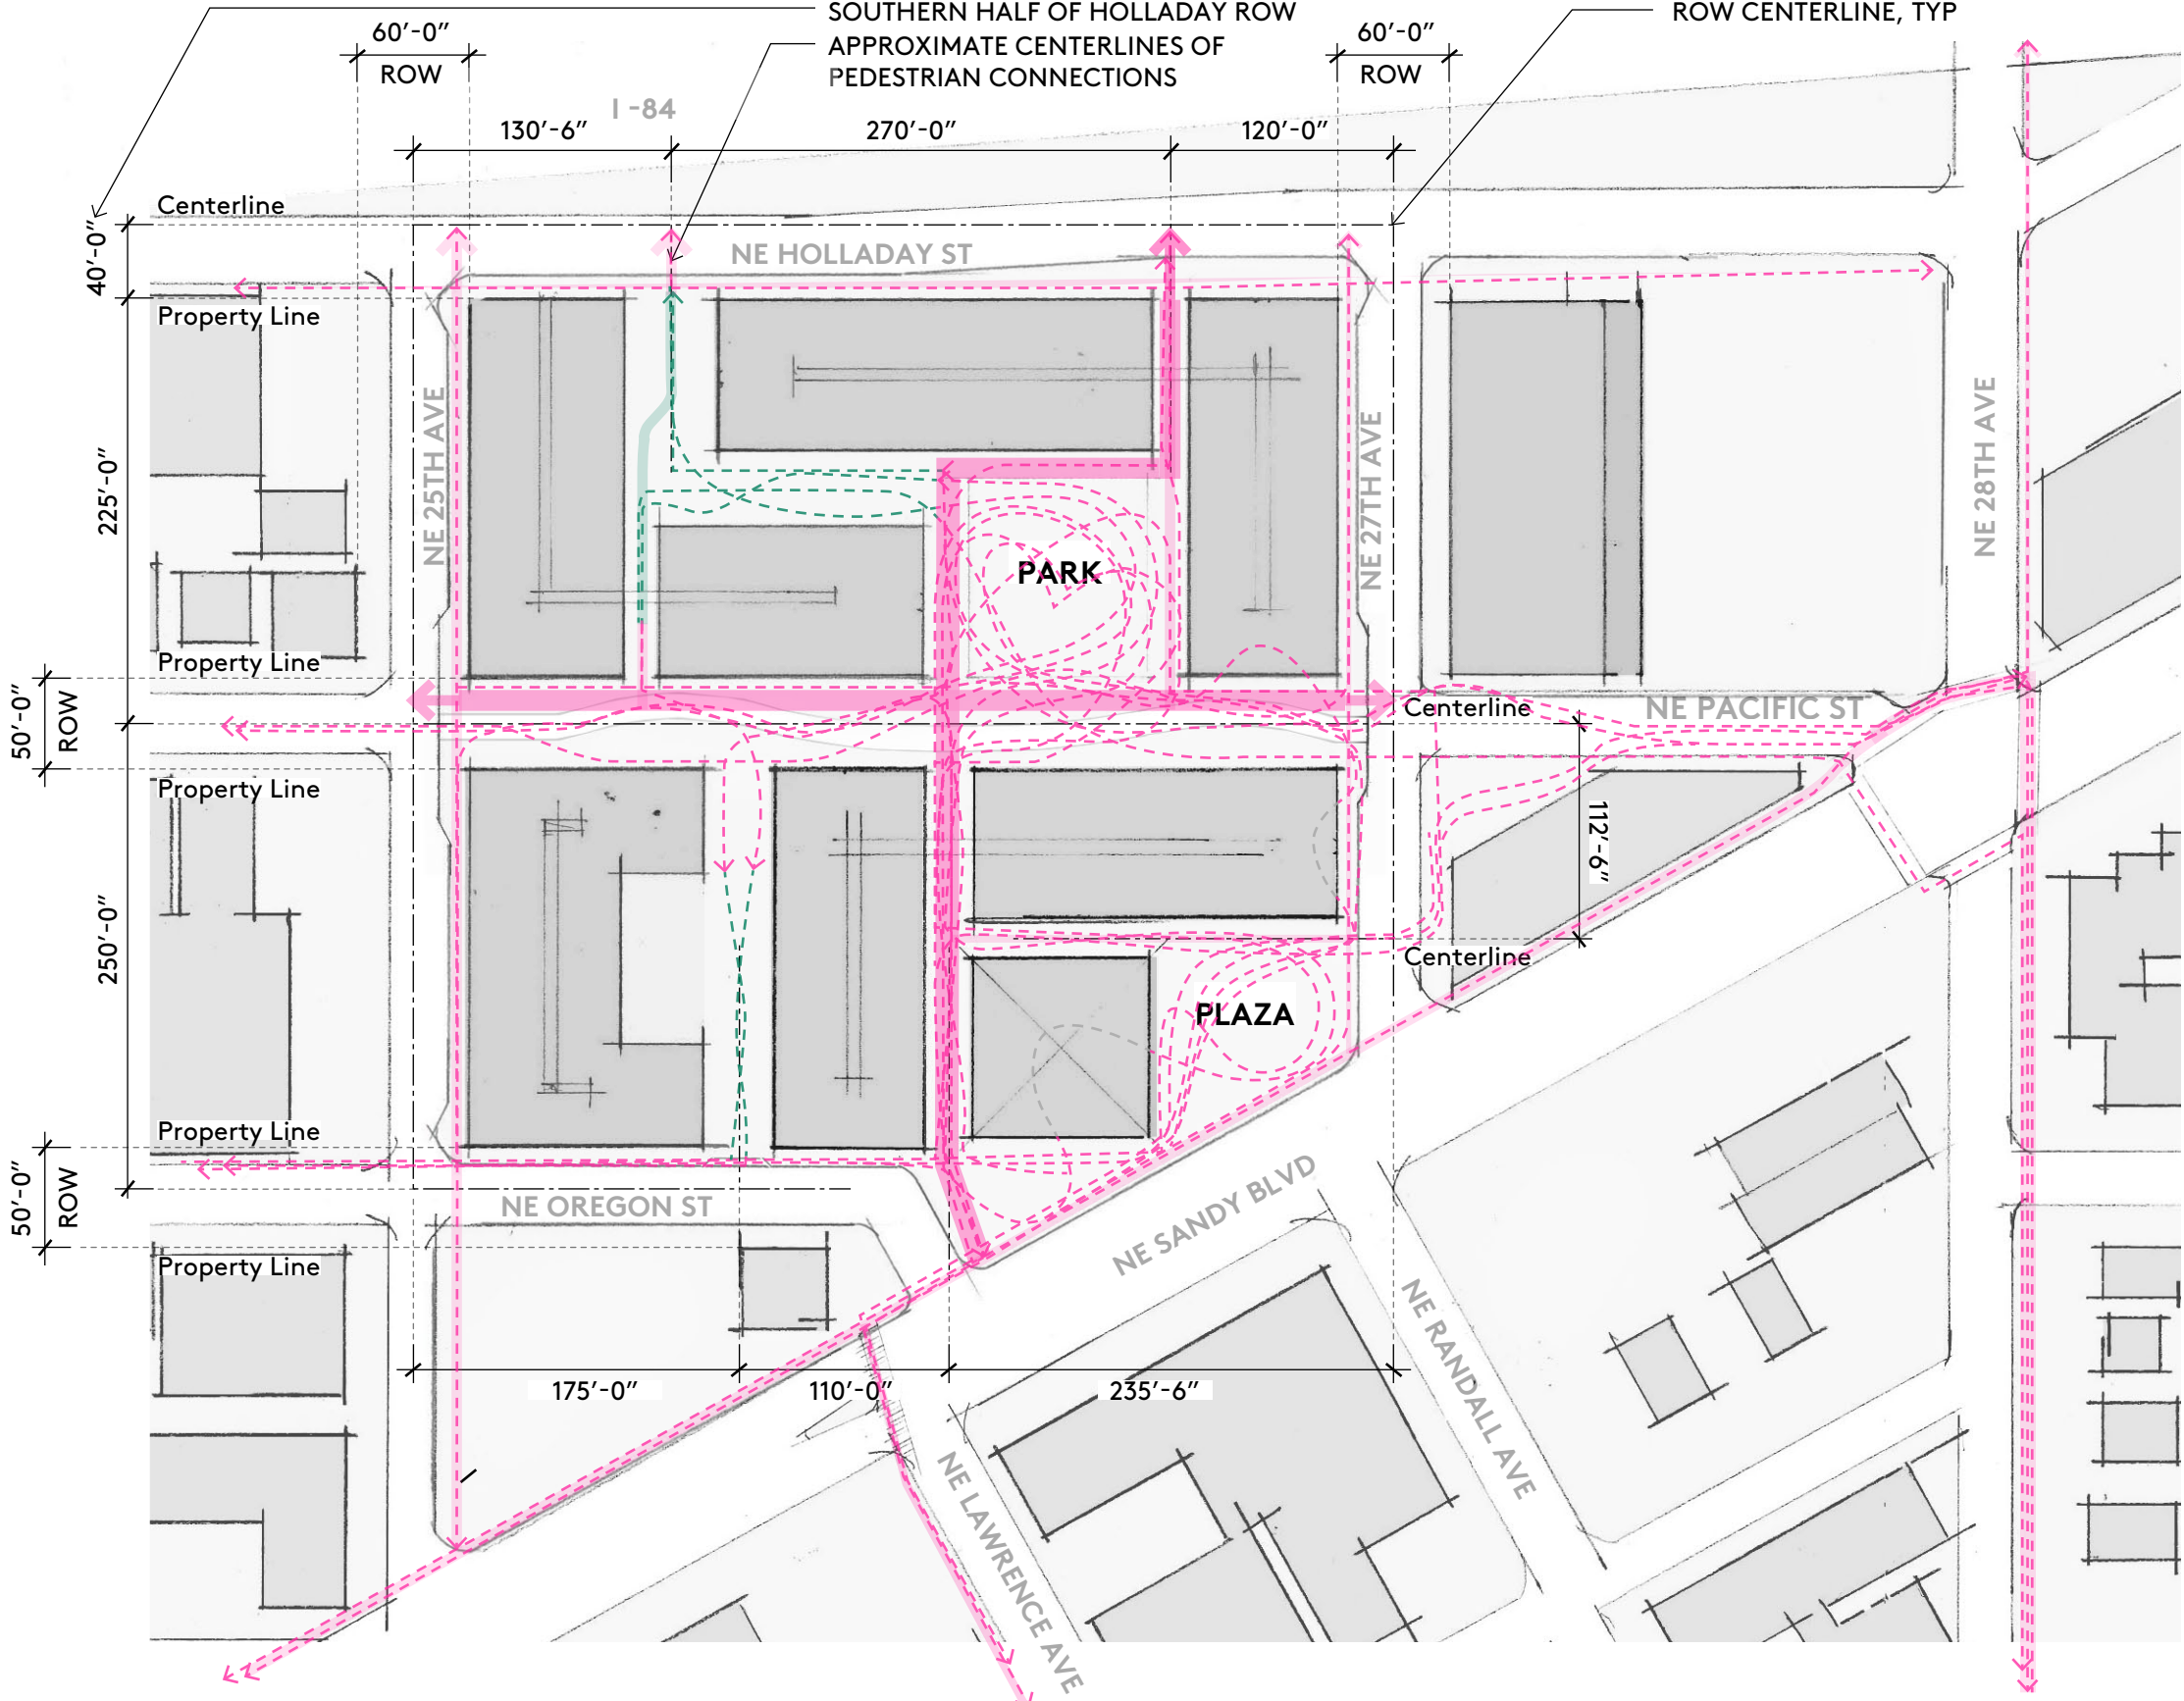 SOUTHERN HALF OF HOLLADAY ROW
ROW CENTERLINE, TYP
APPROXIMATE CENTERLINES OF
PEDESTRIAN CONNECTIONS
60'-0"
ROW
60'-0"
ROW
I -84
130'-6"
270'-0"
120'-0"
Centerline
40'-0"
NE HOLLADAY ST
Property Line
225'-0"
NE 25TH AVE
NE 27TH AVE
NE 28TH AVE
PARK
Property Line
50'-0"
ROW
Centerline
NE PACIFIC ST
Property Line
112'-6"
250'-0"
Centerline
PLAZA
Property Line
50'-0"
ROW
NE OREGON ST
NE SANDY BLVD
Property Line
175'-0"
110'-0"
235'-6"
NE RANDALL AVE
NE LAWRENCE AVE